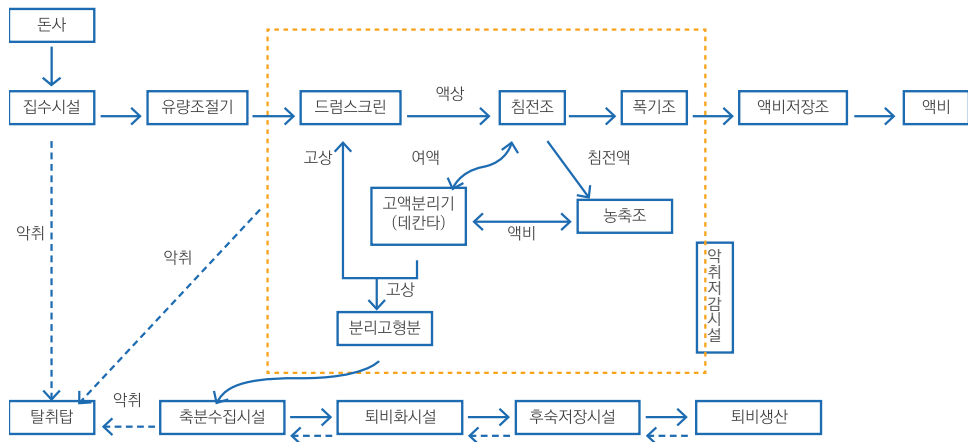 돈사
집수시설
유량조절기
드럼스크린
액상
침전조
폭기조
액비저장조
액비
고상
여액
침전액
고액분리기
(데칸타)
액비
농축조
악취
악취
고상
분리고형분
악취저감시설
악취
탈취탑
축분수집시설
퇴비화시설
후숙저장시설
퇴비생산